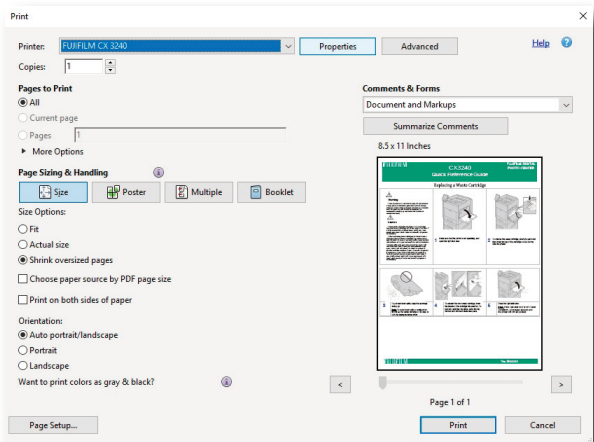 Print
Printer: FUJIFILM CX 3240 Properties Advanced Help
Copies: 1
Pages to Print
All
Current page
Pages 1
More Options
Page Sizing & Handling
Size Poster Multiple Booklet
Size Options:
Fit
Actual size
Shrink oversized pages
Choose paper source by PDF page size
Print on both sides of paper
Orientation:
Auto portrait/landscape
Portrait
Landscape
Want to print colors as gray & black?
Page Setup...
Comments & Forms
Document and Markups
Summarize Comments
8.5 x 11 Inches
FUJIFILM CX3240
Quick Reference Guide
Replacing a Waste Cartridge
Warning
< >
Page 1 of 1
Print Cancel